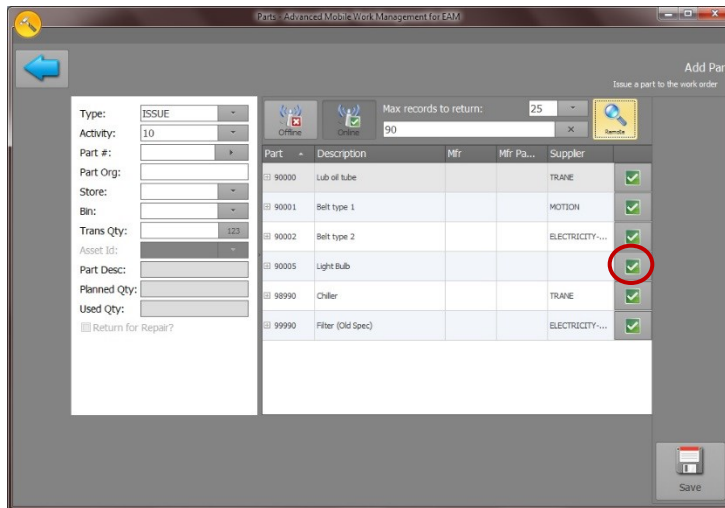 Parts - Advanced Mobile Work Management for EAM
Add Par
Issue a part to the work order
Type: ISSUE
Activity: 10
Part #:
Part Org:
Store:
Bin:
Trans Qty: 123
Asset Id:
Part Desc:
Planned Qty:
Used Qty:
Return for Repair?
Offline
Online
Max records to return: 25
90
Remote
Part Description Mfr Mfr Pa... Supplier
90000 Lub oil tube TRANE
90001 Belt type 1 MOTION
90002 Belt type 2 ELECTRICITY-...
90005 Light Bulb
98990 Chiller TRANE
99990 Filter (Old Spec) ELECTRICITY-...
Save